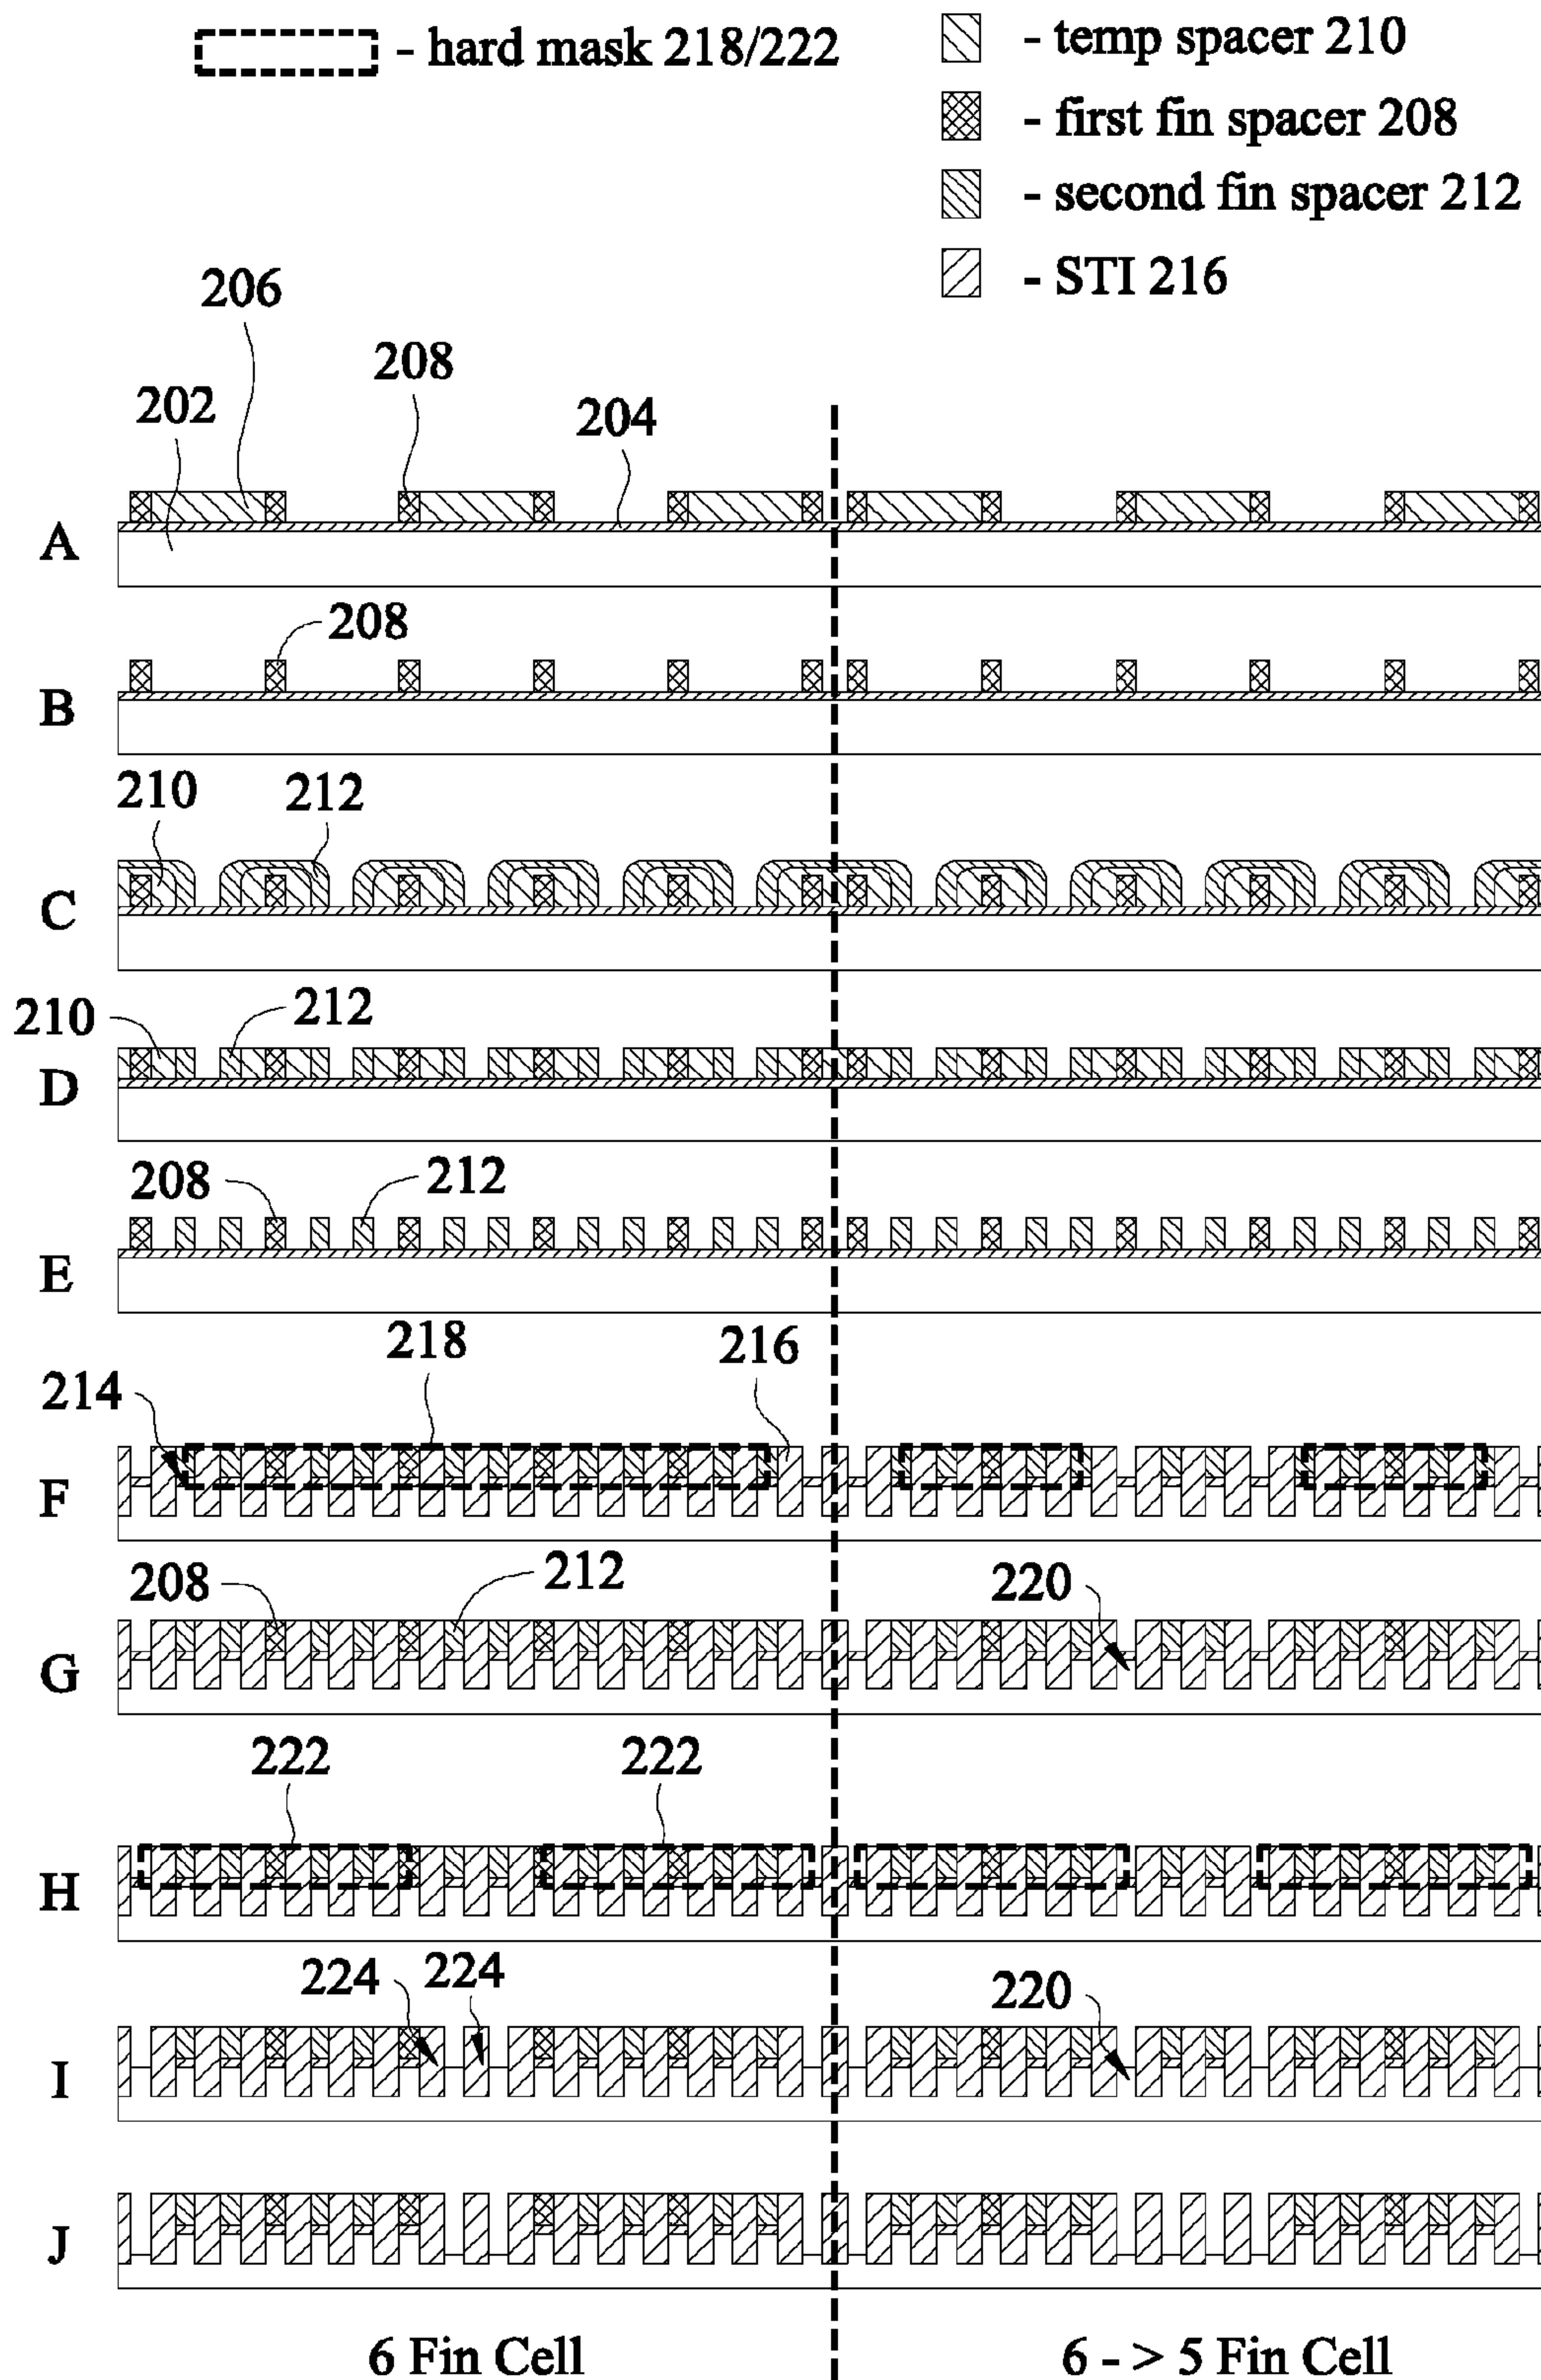 - hard mask 218/222
- temp spacer 210
- first fin spacer 208
- second fin spacer 212
- STI 216
206
208
202
204
A
208
B
210
212
C
210
212
D
208
212
E
218
216
214
F
208
212
220
G
222
222
H
224
224
220
I
J
6 Fin Cell
6 - > 5 Fin Cell